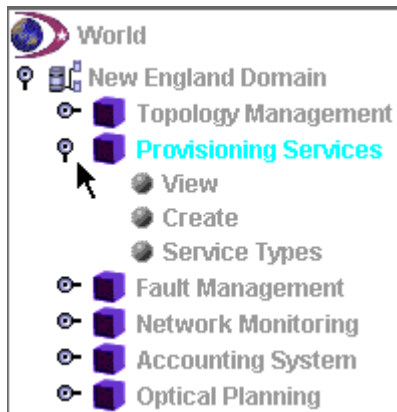 World
New England Domain
Topology Management
Provisioning Services
View
Create
Service Types
Fault Management
Network Monitoring
Accounting System
Optical Planning